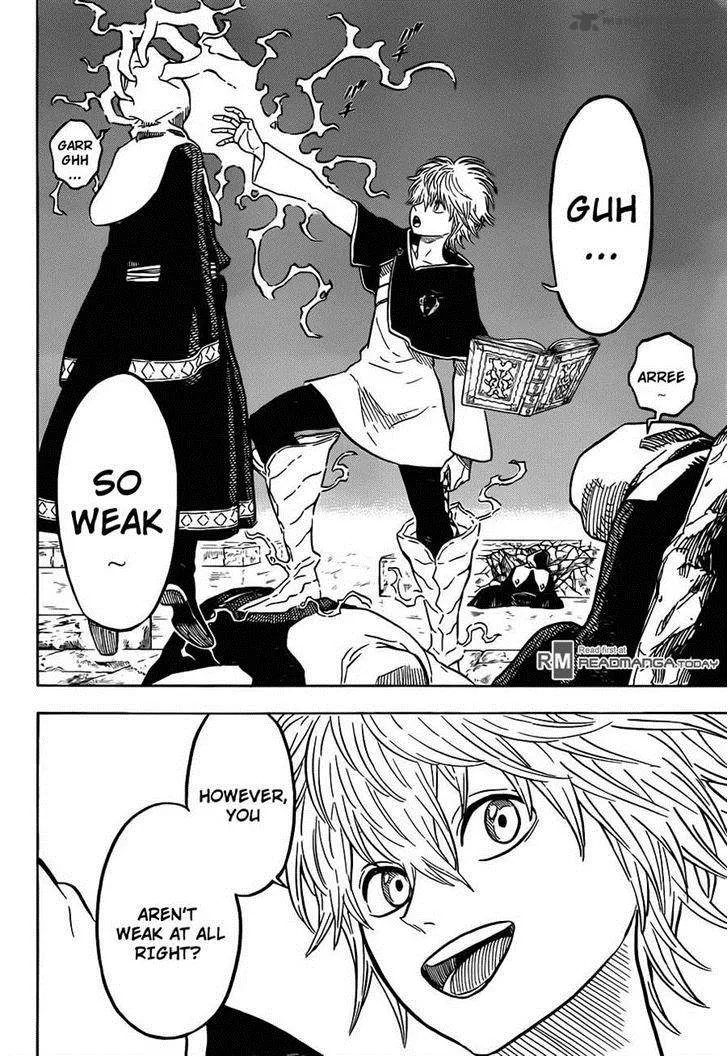 GUH
...
ARREE
~
GARR
GHH
...
SO
WEAK
~
RM
Read first at
READMANGA.TODAY
HOWEVER,
YOU
AREN'T
WEAK AT ALL
RIGHT?